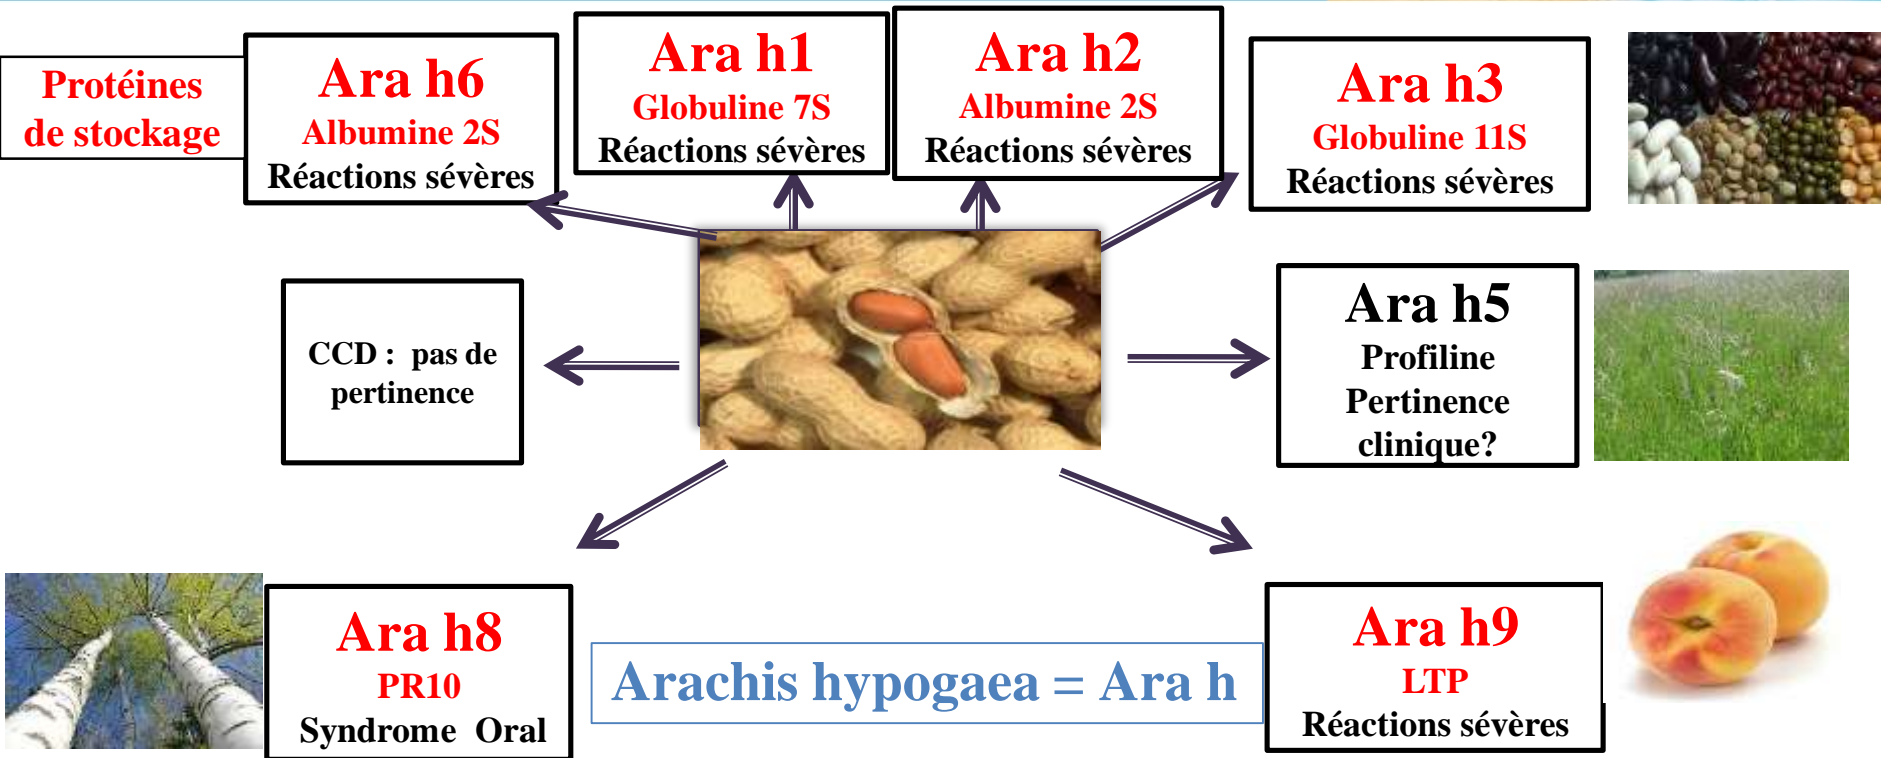 Protéines
de stockage
Ara h6
Albumine 2S
Réactions sévères
Ara h1
Globuline 7S
Réactions sévères
Ara h2
Albumine 2S
Réactions sévères
Ara h3
Globuline 11S
Réactions sévères
CCD : pas de
pertinence
Ara h5
Profiline
Pertinence
clinique?
Ara h8
PR10
Syndrome Oral
Arachis hypogaea = Ara h
Ara h9
LTP
Réactions sévères